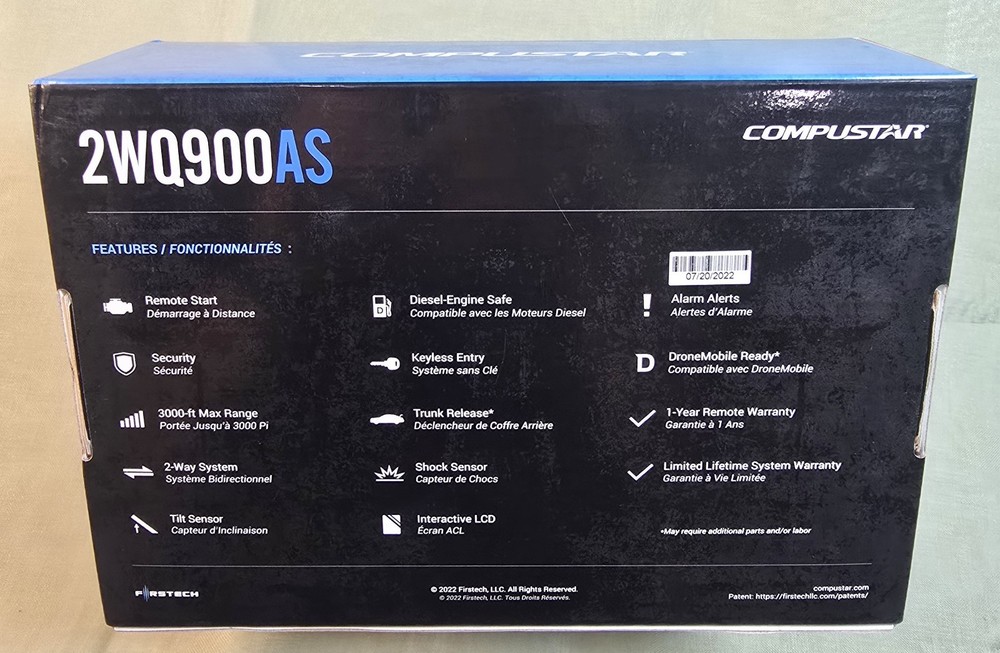 COMPUSTAR
2WQ900AS
COMPUSTAR
FEATURES / FONCTIONNALITÉS :
07/20/2022
Remote Start
Démarrage à Distance
Diesel-Engine Safe
Compatible avec les Moteurs Diesel
Alarm Alerts
Alertes d'Alarme
Security
Sécurité
Keyless Entry
Système sans Clé
D
DroneMobile Ready*
Compatible avec DroneMobile
3000-ft Max Range
Portée Jusqu'à 3000 Pi
Trunk Release*
Déclencheur de Coffre Arrière
1-Year Remote Warranty
Garantie à 1 Ans
2-Way System
Système Bidirectionnel
Shock Sensor
Capteur de Chocs
Limited Lifetime System Warranty
Garantie à Vie Limitée
Tilt Sensor
Capteur d'Inclinaison
Interactive LCD
Écran ACL
*May require additional parts and/or labor
FIRSTECH
© 2022 Firstech, LLC. All Rights Reserved.
© 2022 Firstech, LLC. Tous Droits Réservés.
compustar.com
Patent: https://firstechllc.com/patents/